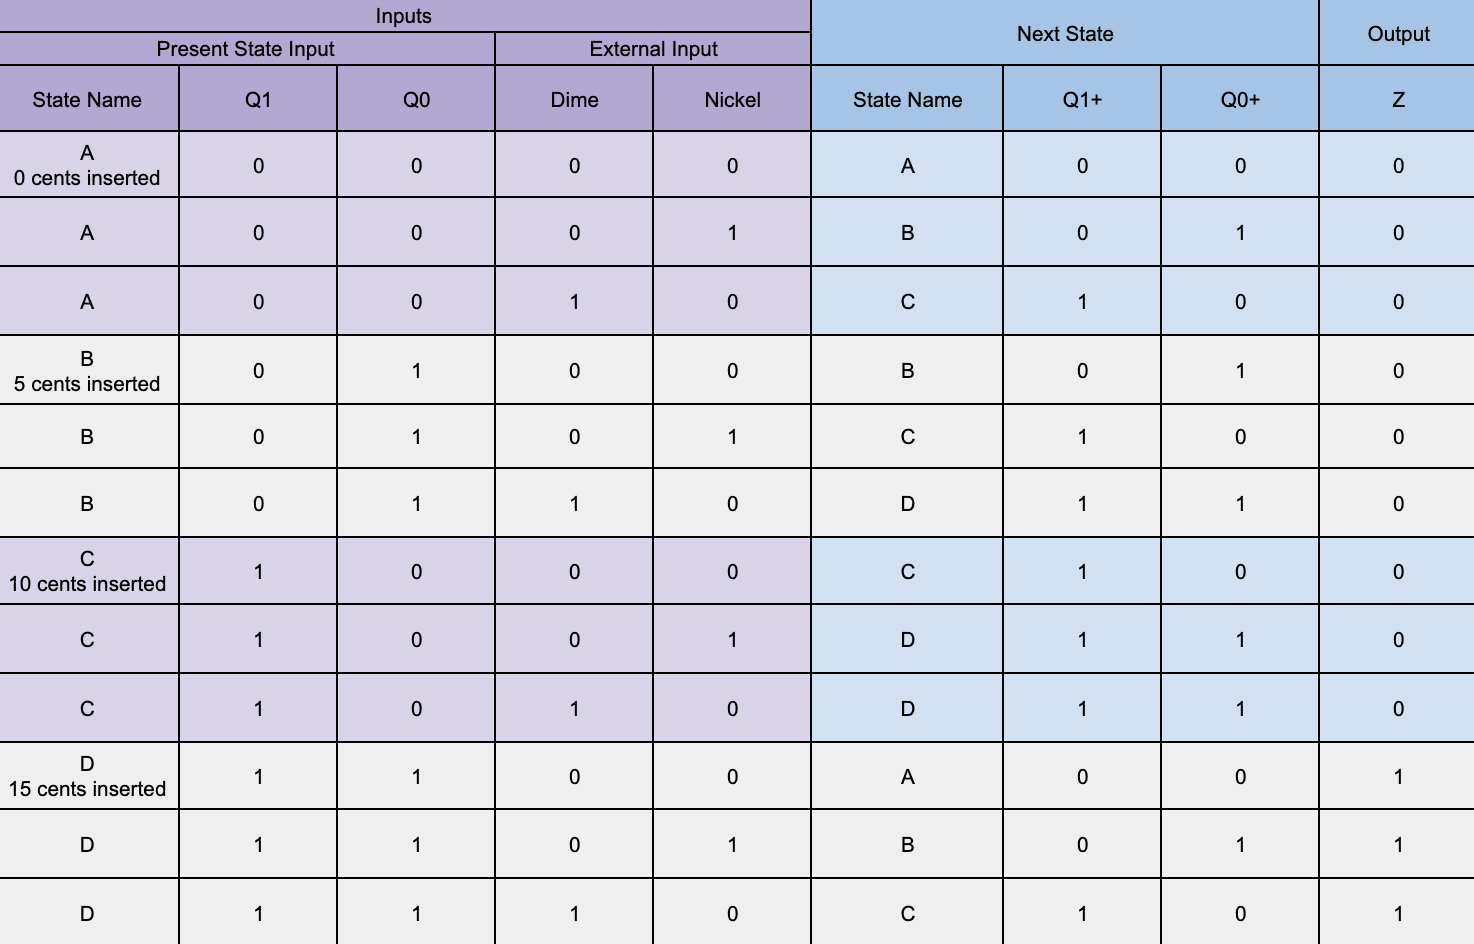 Inputs Next State Output
Present State Input External Input
State Name Q1 Q0 Dime Nickel State Name Q1+ Q0+ Z
A
0 cents inserted 0 0 0 0 A 0 0 0
A 0 0 0 1 B 0 1 0
A 0 0 1 0 C 1 0 0
B
5 cents inserted 0 1 0 0 B 0 1 0
B 0 1 0 1 C 1 0 0
B 0 1 1 0 D 1 1 0
C
10 cents inserted 1 0 0 0 C 1 0 0
C 1 0 0 1 D 1 1 0
C 1 0 1 0 D 1 1 0
D
15 cents inserted 1 1 0 0 A 0 0 1
D 1 1 0 1 B 0 1 1
D 1 1 1 0 C 1 0 1